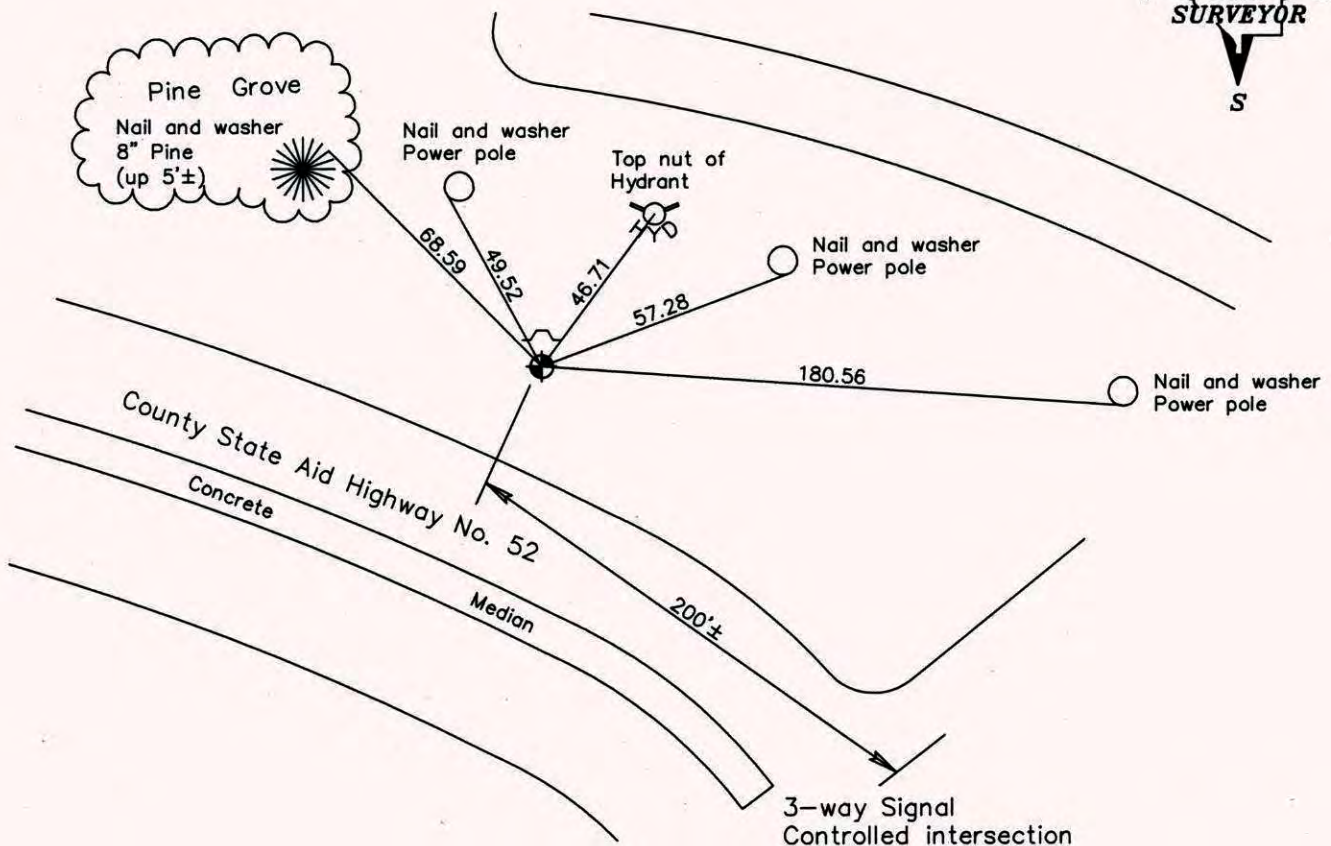 SURVEYOR
S
Pine Grove
Nail and washer
8" Pine
(up 5'±)
Nail and washer
Power pole
Top nut of
Hydrant
HYD
Nail and washer
Power pole
68.59
49.52
46.71
57.28
180.56
Nail and washer
Power pole
County State Aid Highway No. 52
Concrete
Median
200'±
3-way Signal
Controlled intersection